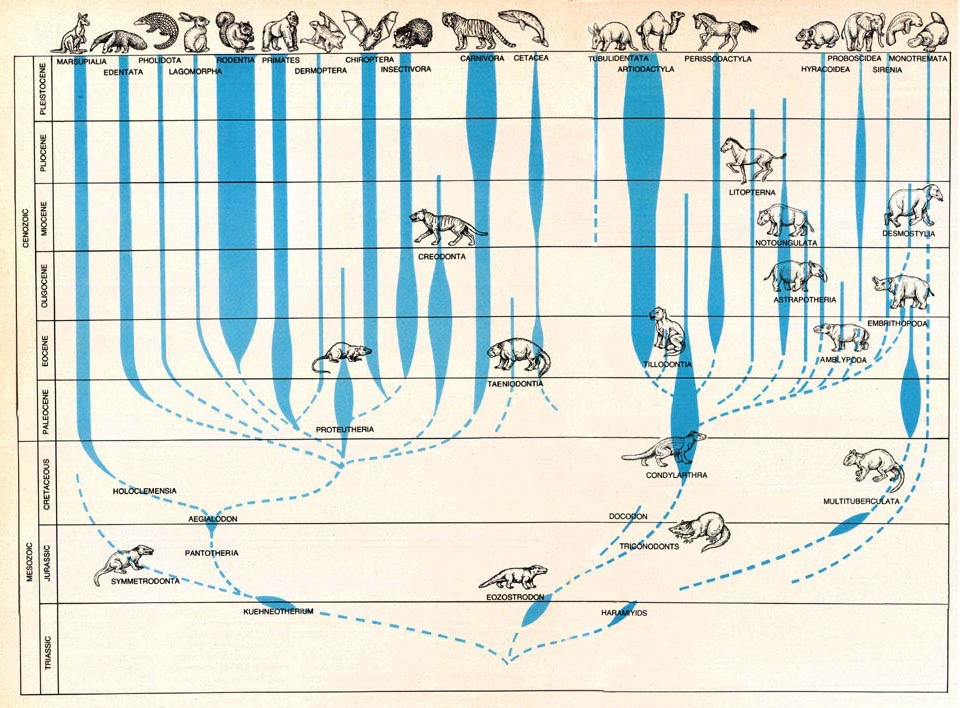 MARSUPIALIA
EDENTATA
PHOLIDOTA
LAGOMORPHA
RODENTIA
PRIMATES
DERMOPTERA
CHIROPTERA
INSECTIVORA
CARNIVORA
CETACEA
TUBULIDENTATA
ARTIODACTYLA
PERISSODACTYLA
HYRACOIDEA
PROBOSCIDEA
SIRENIA
MONOTREMATA
CENOZOIC
PLEISTOCENE
PLIOCENE
LITOPTERNA
MIOCENE
CREODONTA
NOTOUNGULATA
DESMOSTYLIA
OLIGOCENE
ASTRAPOTHERIA
EMBRITHOPODA
EOCENE
TAENIODONTIA
TILLODONTIA
AMBLYPODA
PALEOCENE
PROTEUTHERIA
MESOZOIC
CRETACEOUS
HOLOCLEMENSIA
AEGIALODON
CONDYLARTHRA
MULTITUBERCULATA
DOCODON
JURASSIC
PANTOTHERIA
SYMMETRODONTA
TRICONODONTS
EOZOSTRODON
TRIASSIC
KUEHNEOTHERIUM
HARAMIYIDS